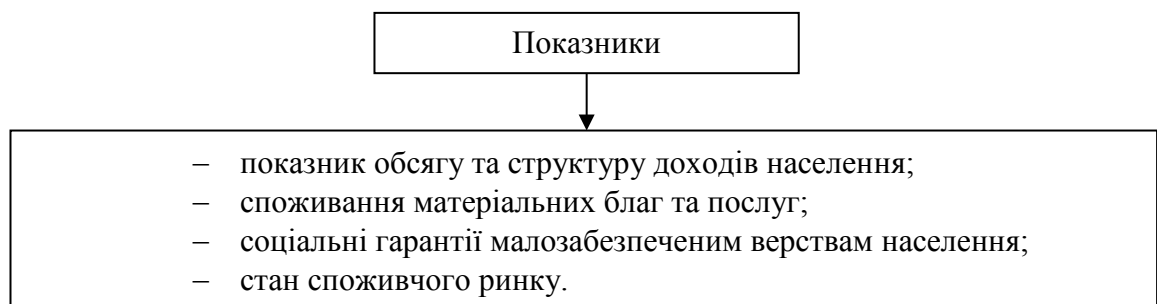 Показники
– показник обсягу та структуру доходів населення;
– споживання матеріальних благ та послуг;
– соціальні гарантії малозабезпеченим верствам населення;
– стан споживчого ринку.